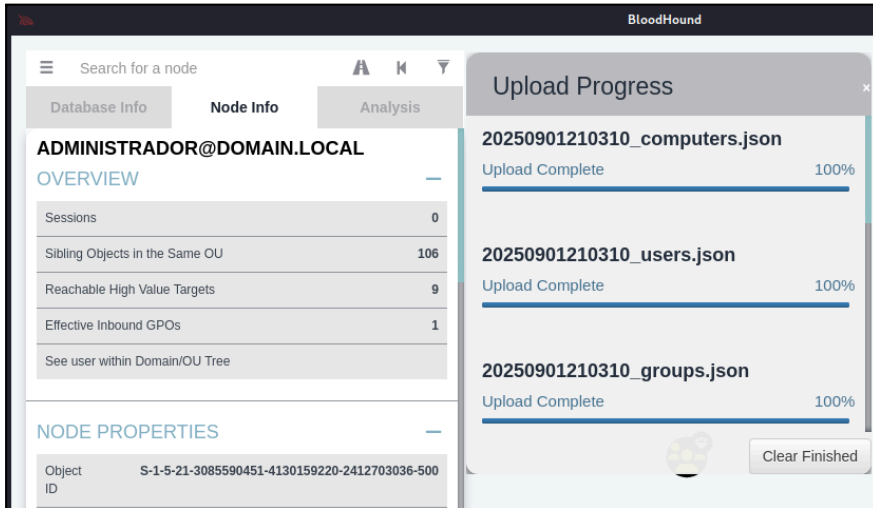 BloodHound
Search for a node
Database Info Node Info Analysis
ADMINISTRADOR@DOMAIN.LOCAL
OVERVIEW
Sessions 0
Sibling Objects in the Same OU 106
Reachable High Value Targets 9
Effective Inbound GPOs 1
See user within Domain/OU Tree
NODE PROPERTIES
Object S-1-5-21-3085590451-4130159220-2412703036-500
ID
Upload Progress x
20250901210310_computers.json
Upload Complete 100%
20250901210310_users.json
Upload Complete 100%
20250901210310_groups.json
Upload Complete 100%
Clear Finished